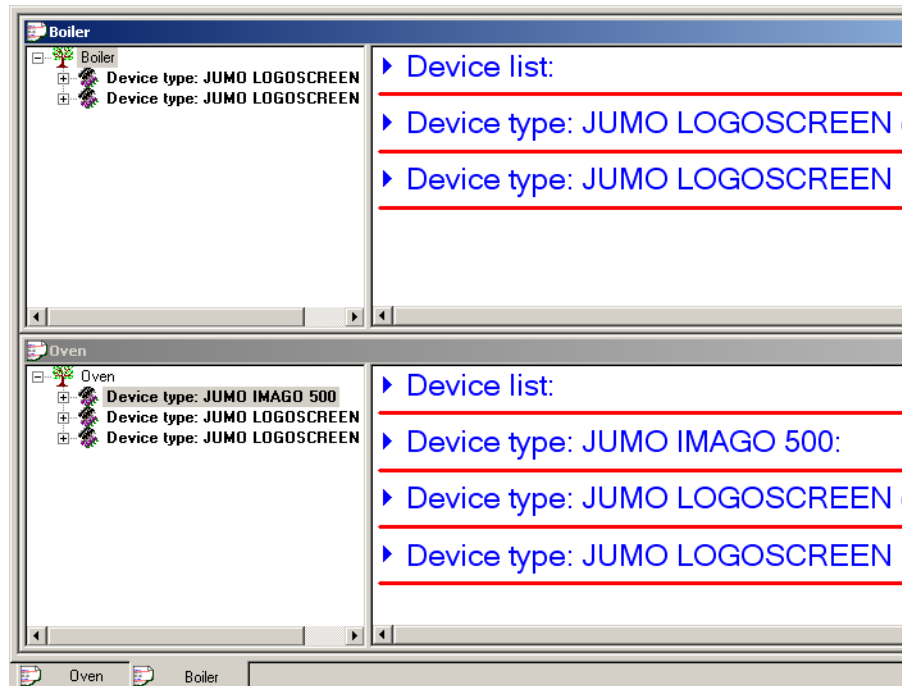 Boiler
Boiler
Device type: JUMO LOGOSCREEN
Device type: JUMO LOGOSCREEN
Device list:
Device type: JUMO LOGOSCREEN
Device type: JUMO LOGOSCREEN
Oven
Oven
Device type: JUMO IMAGO 500
Device type: JUMO LOGOSCREEN
Device type: JUMO LOGOSCREEN
Device list:
Device type: JUMO IMAGO 500:
Device type: JUMO LOGOSCREEN
Device type: JUMO LOGOSCREEN
Oven Boiler